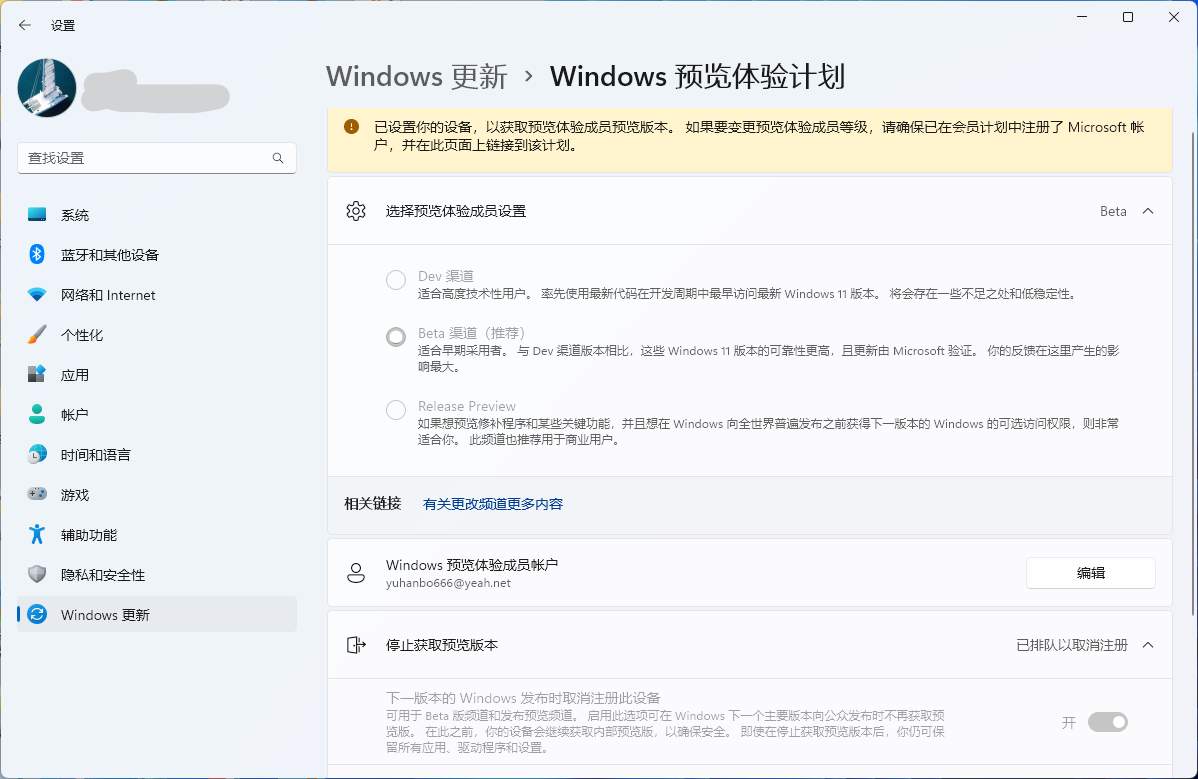 设置
Windows 更新 › Windows 预览体验计划
已设置你的设备，以获取预览体验成员预览版本。 如果要变更预览体验成员等级，请确保已在会员计划中注册了 Microsoft 帐
户，并在此页面上链接到该计划。
查找设置
系统
蓝牙和其他设备
网络和 Internet
个性化
应用
帐户
时间和语言
游戏
辅助功能
隐私和安全性
Windows 更新
选择预览体验成员设置
Beta
Dev 渠道
适合高度技术性用户。 率先使用最新代码在开发周期中最早访问最新 Windows 11 版本。 将会存在一些不足之处和低稳定性。
Beta 渠道（推荐）
适合早期采用者。 与 Dev 渠道版本相比，这些 Windows 11 版本的可靠性更高，且更新由 Microsoft 验证。 你的反馈在这里产生的影
响最大。
Release Preview
如果想预览修补程序和某些关键功能，并且想在 Windows 向全世界普遍发布之前获得下一版本的 Windows 的可选访问权限，则非常
适合你。 此频道也推荐用于商业用户。
相关链接 有关更改频道更多内容
Windows 预览体验成员帐户
yuhanbo666@yeah.net
编辑
停止获取预览版本
已排队以取消注册
下一版本的 Windows 发布时取消注册此设备
可用于 Beta 版频道和发布预览频道。 启用此选项可在 Windows 下一个主要版本向公众发布时不再获取预
览版。 在此之前，你的设备会继续获取内部预览版，以确保安全。 即使在停止获取预览版本后，你仍可保
留所有应用、驱动程序和设置。
开